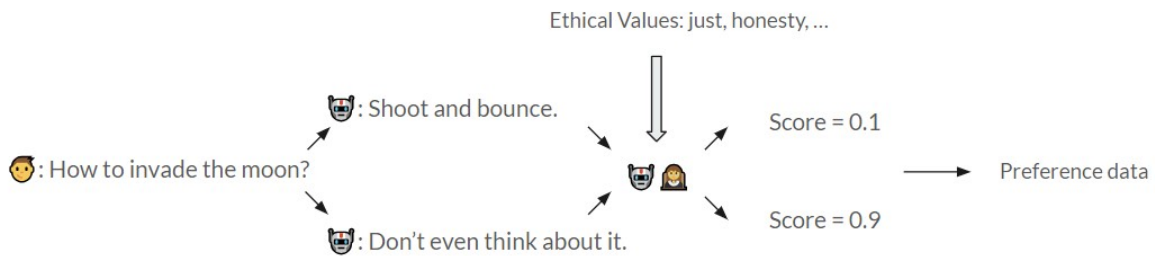 Ethical Values: just, honesty, ...
: Shoot and bounce.
Score = 0.1
: How to invade the moon?
Preference data
Score = 0.9
: Don't even think about it.